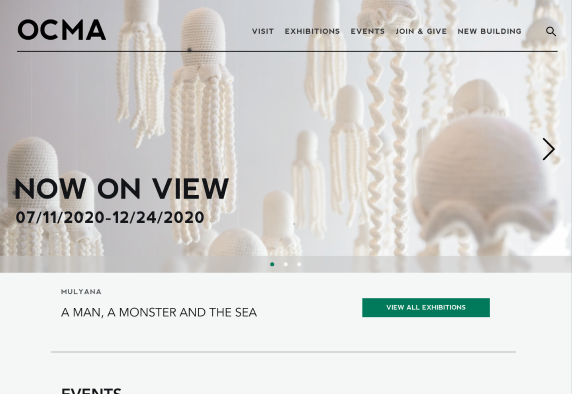 OCMA
VISIT EXHIBITIONS EVENTS JOIN & GIVE NEW BUILDING
NOW ON VIEW
07/11/2020-12/24/2020
MULYANA
A MAN, A MONSTER AND THE SEA
VIEW ALL EXHIBITIONS
EVENTS